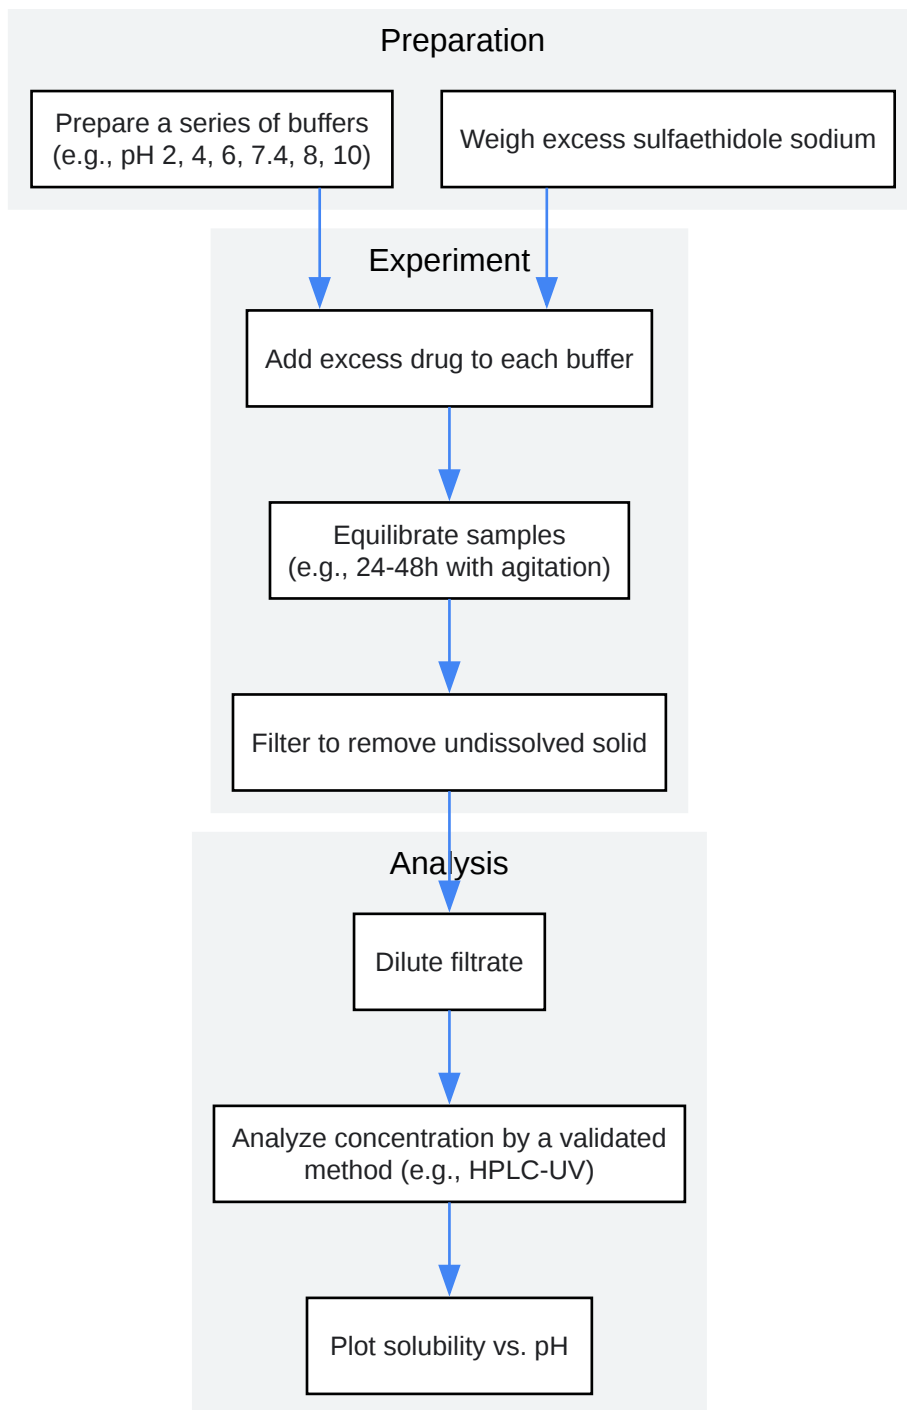 Preparation
Prepare a series of buffers
(e.g., pH 2, 4, 6, 7.4, 8, 10)
Weigh excess sulfaethidole sodium
Experiment
Add excess drug to each buffer
Equilibrate samples
(e.g., 24-48h with agitation)
Filter to remove undissolved solid
Analysis
Dilute filtrate
Analyze concentration by a validated
method (e.g., HPLC-UV)
Plot solubility vs. pH